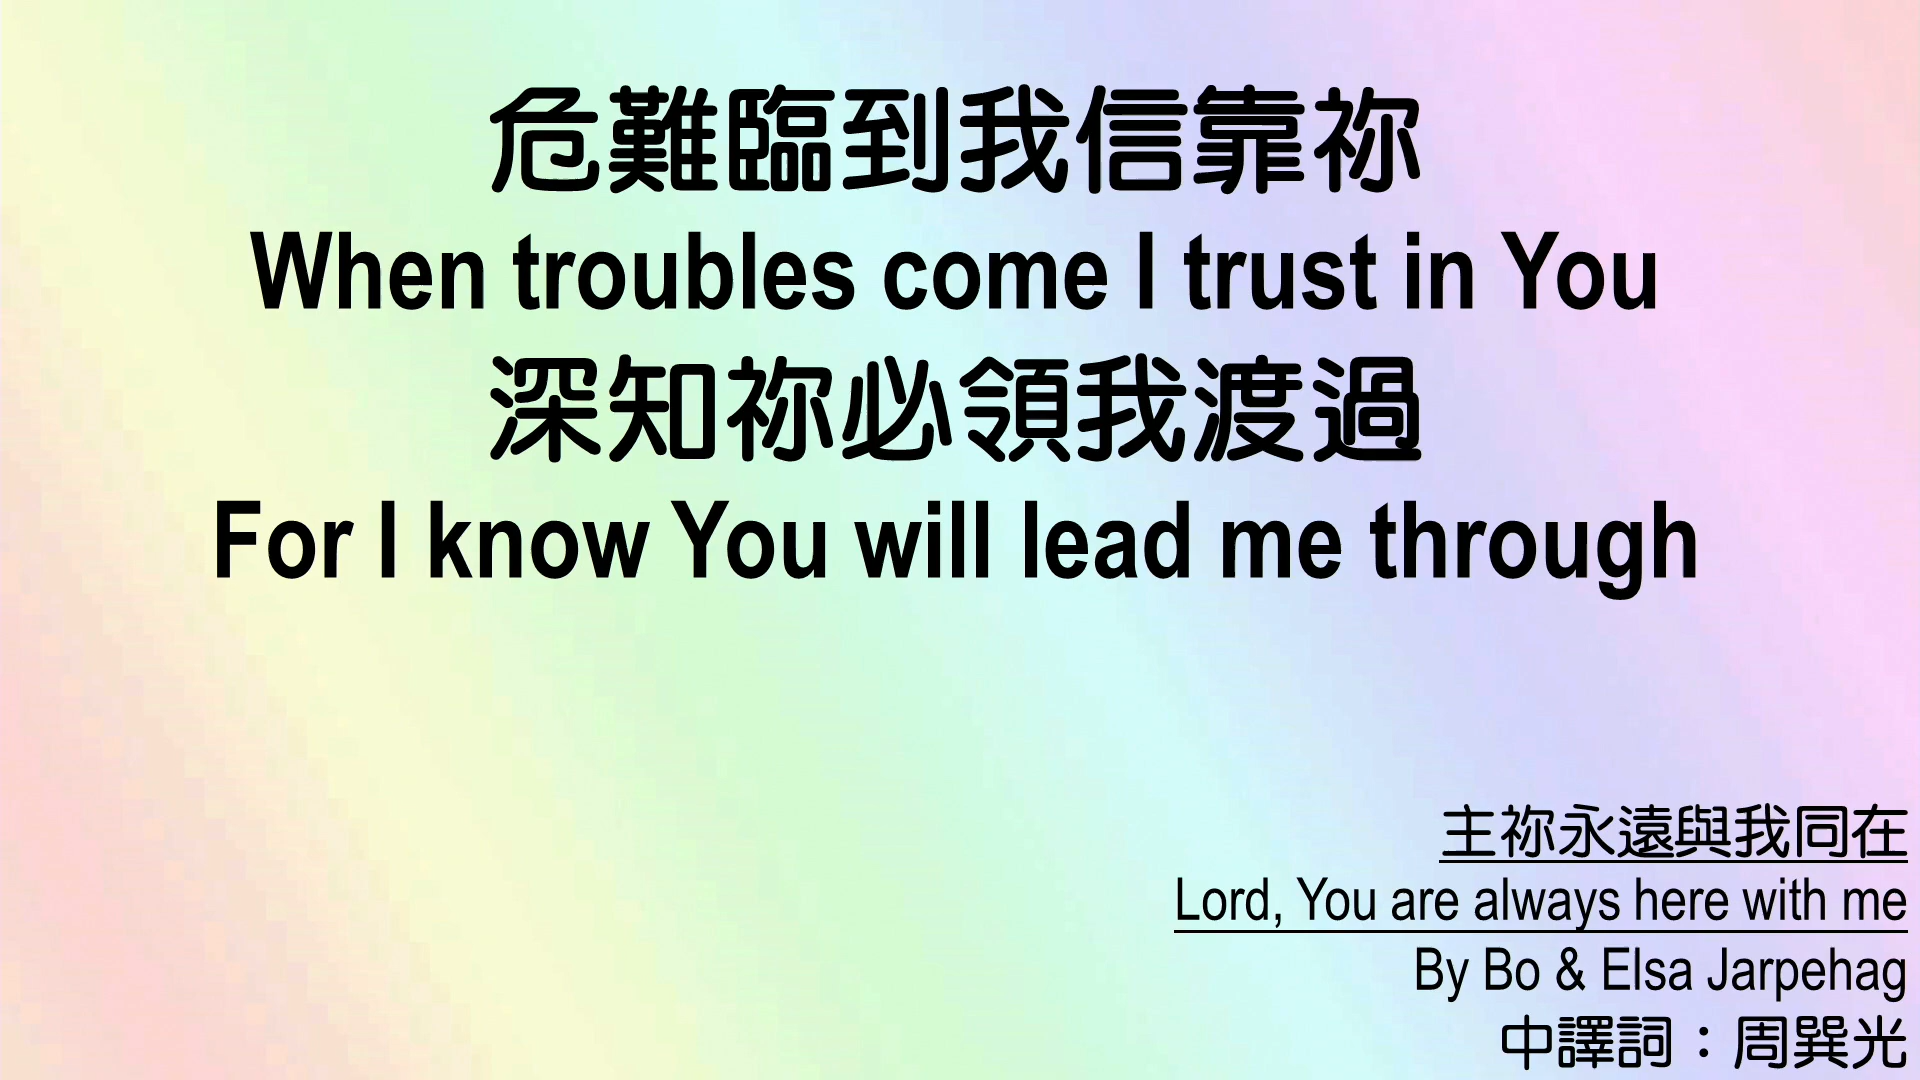 危難臨到我信靠祢
When troubles come I trust in You
深知祢必領我渡過
For I know You will lead me through
主祢永遠與我同在
Lord, You are always here with me
By Bo & Elsa Jarpehag
中譯詞：周巽光